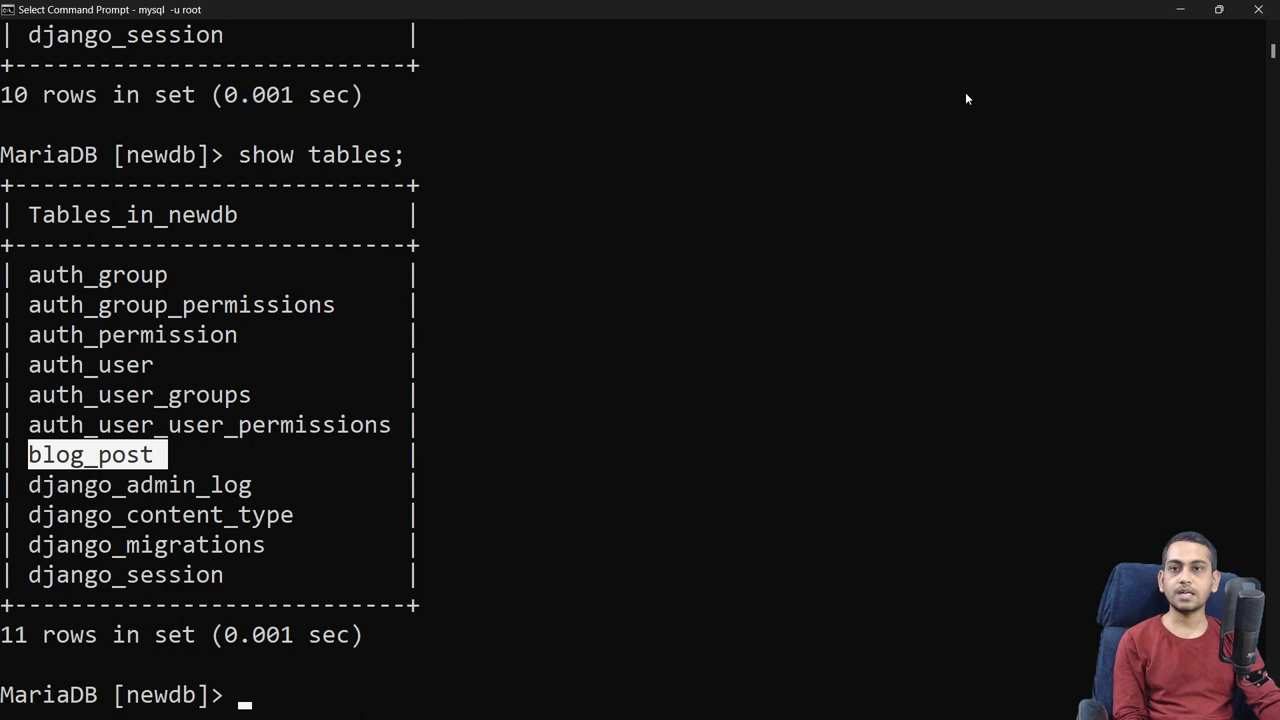 Select Command Prompt - mysql -u root
| django_session |
+----------------------------+
10 rows in set (0.001 sec)
MariaDB [newdb]> show tables;
+----------------------------+
| Tables_in_newdb |
+----------------------------+
| auth_group |
| auth_group_permissions |
| auth_permission |
| auth_user |
| auth_user_groups |
| auth_user_user_permissions |
| blog_post |
| django_admin_log |
| django_content_type |
| django_migrations |
| django_session |
+----------------------------+
11 rows in set (0.001 sec)
MariaDB [newdb]>